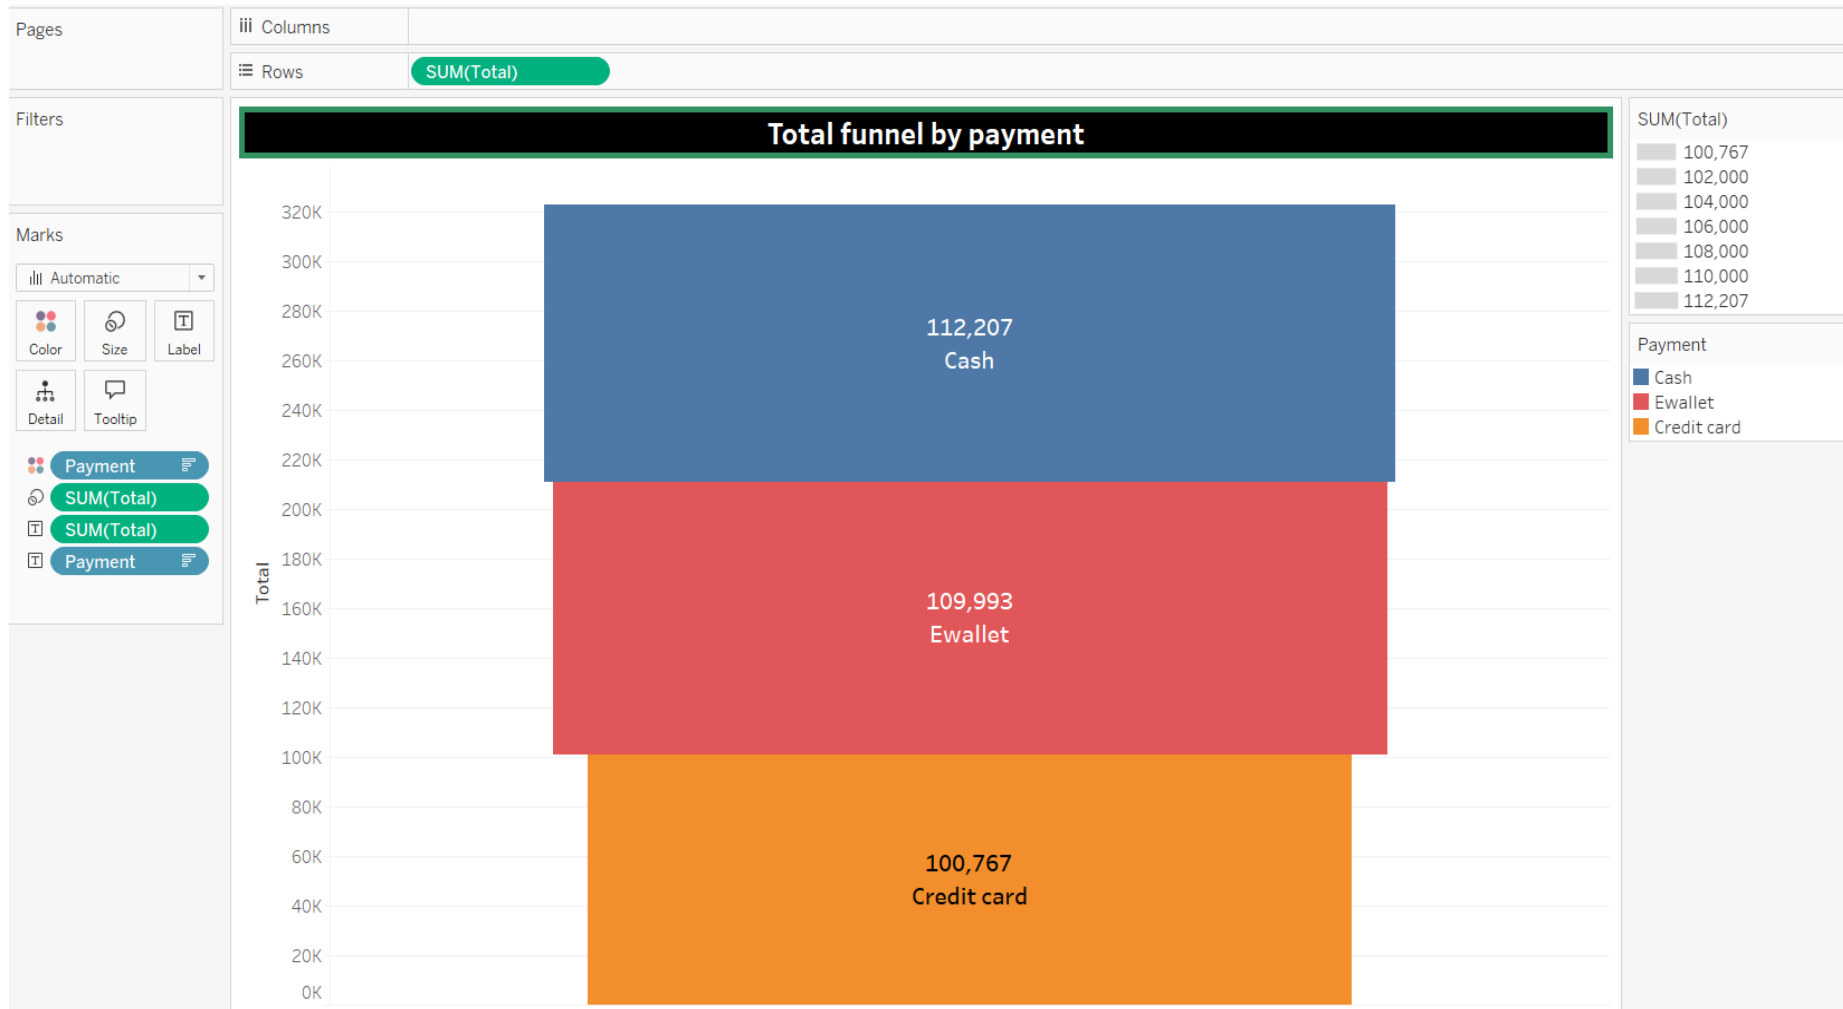 Pages
Columns
Rows
SUM(Total)
Filters
Marks
Automatic
Color
Size
Label
Detail
Tooltip
Payment
SUM(Total)
SUM(Total)
Payment
Total funnel by payment
Total
320K
300K
280K
260K
240K
220K
200K
180K
160K
140K
120K
100K
80K
60K
40K
20K
0K
112,207
Cash
109,993
Ewallet
100,767
Credit card
SUM(Total)
100,767
102,000
104,000
106,000
108,000
110,000
112,207
Payment
Cash
Ewallet
Credit card